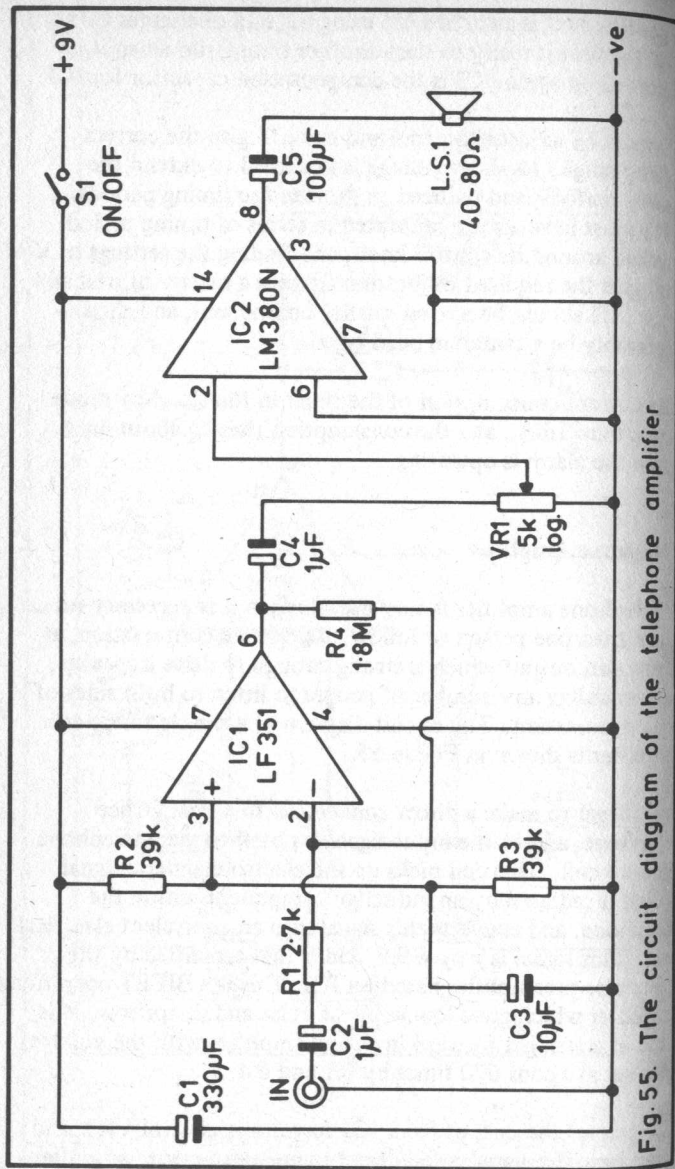 +9V
S1
ON/OFF
C1
330µF
R2
39k
IC1
LF 351
7
3
+
2
−
4
6
R4
1·8M
C4
1µF
IN
C2
1µF
R1 2·7k
C3
10µF
R3
VR1
5k
log.
IC2
LM380N
14
2
6
7
3
8
C5
100µF
L.S.1
40-80Ω
-ve
Fig. 55. The circuit diagram of the telephone amplifier